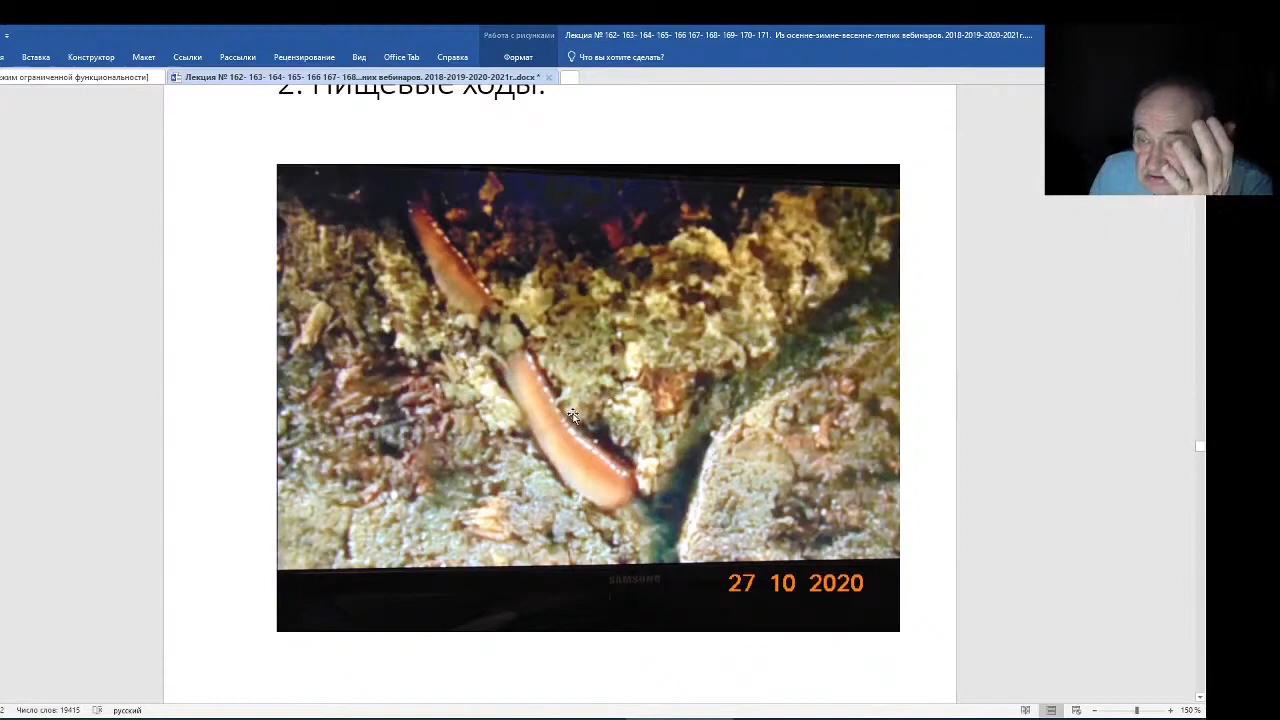 Работа с рисунками
Лекция № 162- 163- 164- 165- 166 167- 168- 169- 170- 171. Из осенне-зимне-весенне-летних вебинаров. 2018-2019-2020-2021г.....
Вставка Конструктор Макет Ссылки Рассылки Рецензирование Вид Office Tab Справка Формат Что вы хотите сделать?
жим ограниченной функциональности]
Лекция № 162- 163- 164- 165- 166 167- 168...них вебинаров. 2018-2019-2020-2021г..docx *
2. Пищевые ходы.
SAMSUNG
27 10 2020
2 Число слов: 19415 русский
150 %